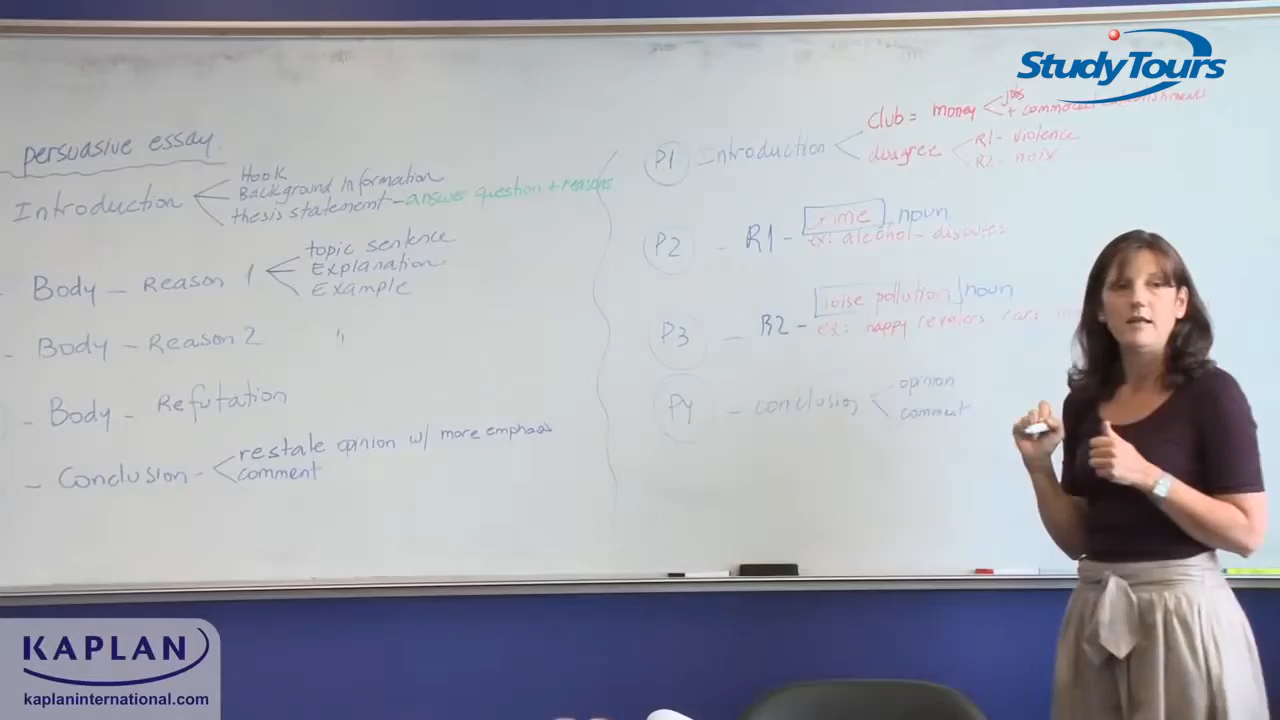 StudyTours
persuasive essay
Introduction
Hook
Background Information
thesis statement - answer question + reasons
Body - Reason 1
topic sentence
Explanation
Example
- Body - Reason 2 "
- Body - Refutation
- Conclusion -
restate opinion w/ more emphasis
comment
P1 Introduction
club = money
jobs
+ commercial establishments
disagree
R1 - violence
R2 - noise
P2 - R1 - crime noun
ex: alcohol - disputes
P3 - R2 - noise pollution noun
ex: happy revelers cars
P4 - conclusion
opinion
comment
KAPLAN
kaplaninternational.com